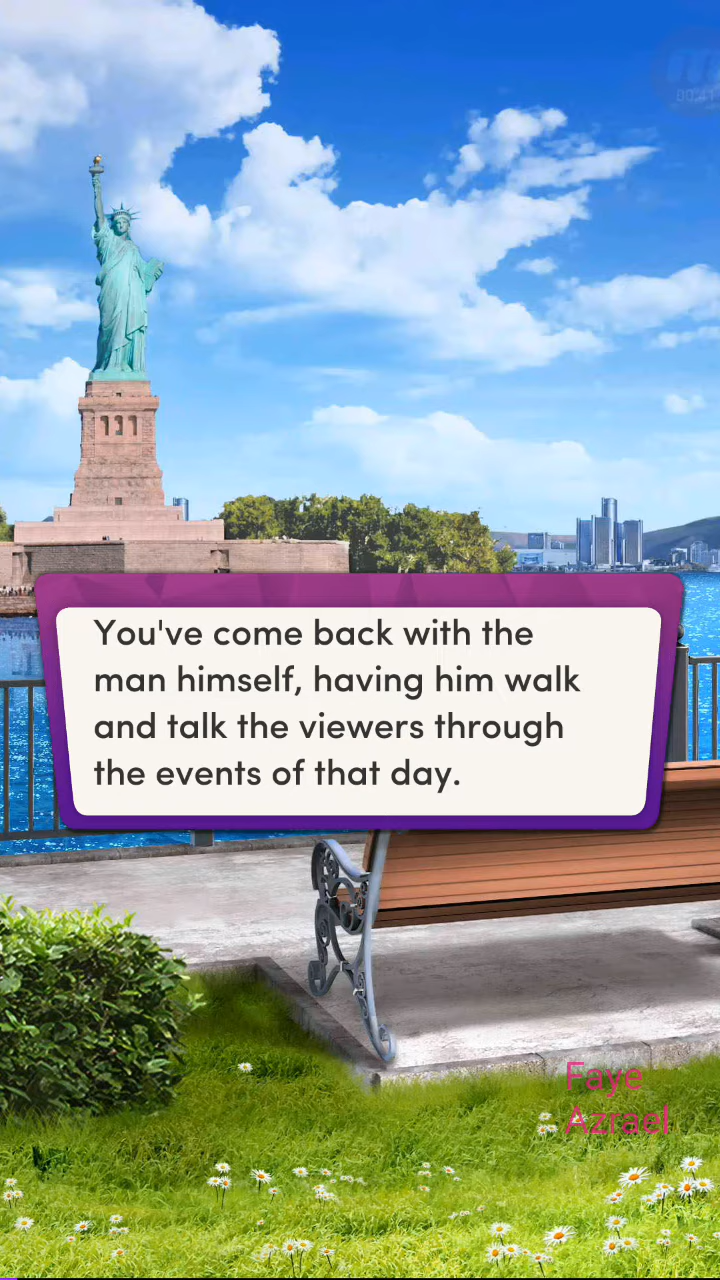 You've come back with the
man himself, having him walk
and talk the viewers through
the events of that day.
Faye
Azrael